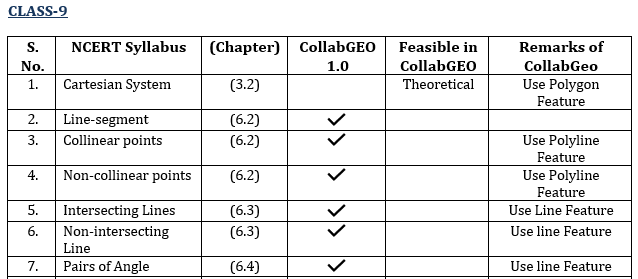 CLASS-9
S. No. NCERT Syllabus (Chapter) CollabGEO 1.0 Feasible in CollabGEO Remarks of CollabGeo
1. Cartesian System (3.2) Theoretical Use Polygon Feature
2. Line-segment (6.2) ✓
3. Collinear points (6.2) ✓ Use Polyline Feature
4. Non-collinear points (6.2) ✓ Use Polyline Feature
5. Intersecting Lines (6.3) ✓ Use Line Feature
6. Non-intersecting Line (6.3) ✓ Use line Feature
7. Pairs of Angle (6.4) ✓ Use line Feature